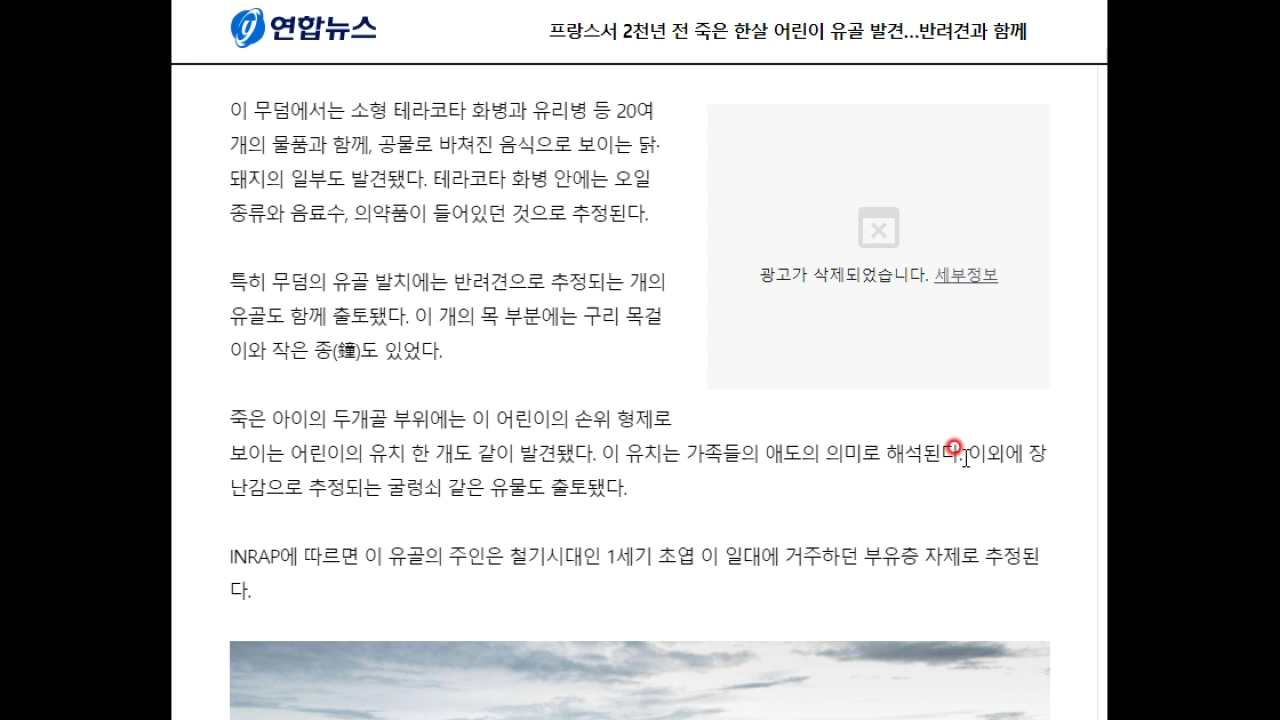 연합뉴스
프랑스서 2천년 전 죽은 한살 어린이 유골 발견...반려견과 함께
이 무덤에서는 소형 테라코타 화병과 유리병 등 20여
개의 물품과 함께, 공물로 바쳐진 음식으로 보이는 닭·
돼지의 일부도 발견됐다. 테라코타 화병 안에는 오일
종류와 음료수, 의약품이 들어있던 것으로 추정된다.
광고가 삭제되었습니다. 세부정보
특히 무덤의 유골 발치에는 반려견으로 추정되는 개의
유골도 함께 출토됐다. 이 개의 목 부분에는 구리 목걸
이와 작은 종(鐘)도 있었다.
죽은 아이의 두개골 부위에는 이 어린이의 손위 형제로
보이는 어린이의 유치 한 개도 같이 발견됐다. 이 유치는 가족들의 애도의 의미로 해석된다. 이외에 장
난감으로 추정되는 굴렁쇠 같은 유물도 출토됐다.
INRAP에 따르면 이 유골의 주인은 철기시대인 1세기 초엽 이 일대에 거주하던 부유층 자제로 추정된
다.